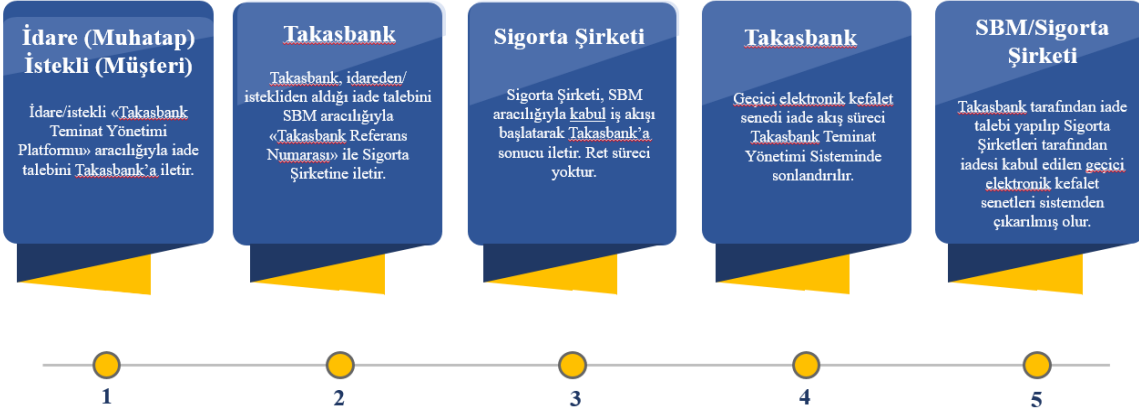 İdare (Muhatap)
İstekli (Müşteri)
İdare/istekli «Takasbank
Teminat Yönetimi
Platformu» aracılığıyla iade
talebini Takasbank'a iletir.
Takasbank
Takasbank, idareden/
istekliden aldığı iade talebini
SBM aracılığıyla
«Takasbank Referans
Numarası» ile Sigorta
Şirketine iletir.
Sigorta Şirketi
Sigorta Şirketi, SBM
aracılığıyla kabul iş akışı
başlatarak Takasbank'a
sonucu iletir. Ret süreci
yoktur.
Takasbank
Geçici elektronik kefalet
senedi iade akış süreci
Takasbank Teminat
Yönetimi Sisteminde
sonlandırılır.
SBM/Sigorta
Şirketi
Takasbank tarafından iade
talebi yapılıp Sigorta
Şirketleri tarafından
iadesi kabul edilen geçici
elektronik kefalet
senetleri sistemden
çıkarılmış olur.
1
2
3
4
5